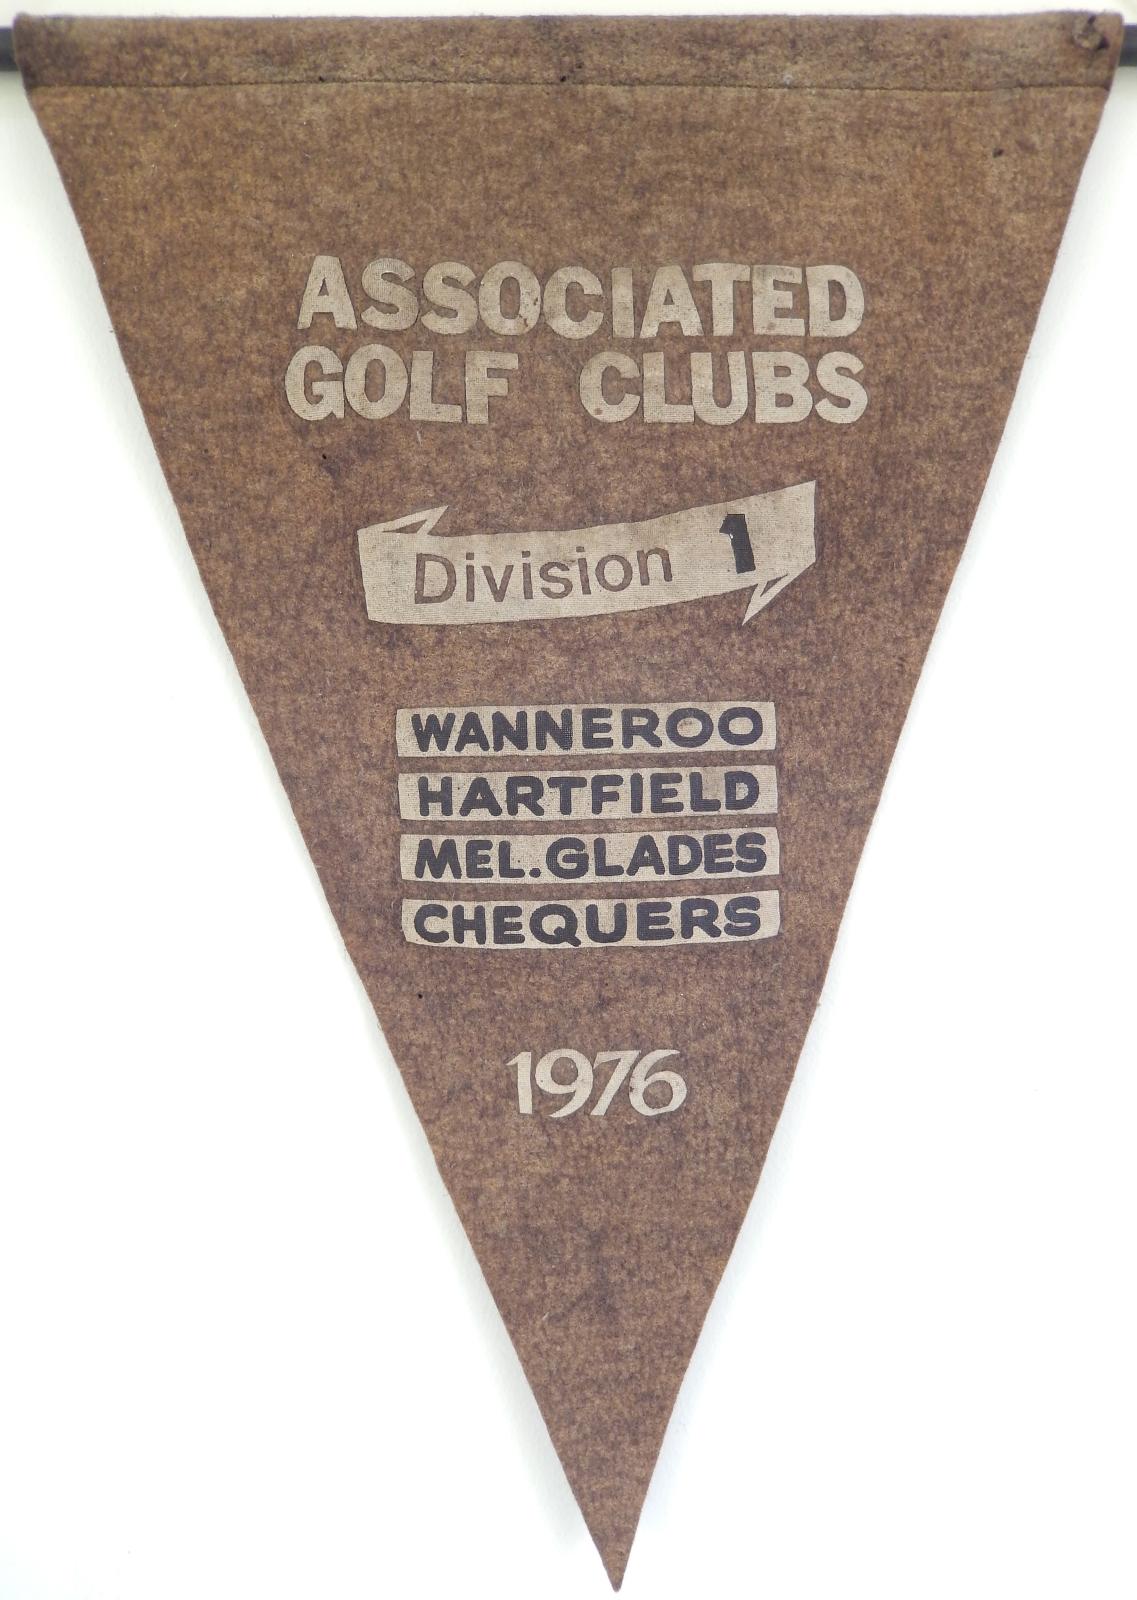 ASSOCIATED
GOLF CLUBS
Division 1
WANNEROO
HARTFIELD
MEL.GLADES
CHEQUERS
1976